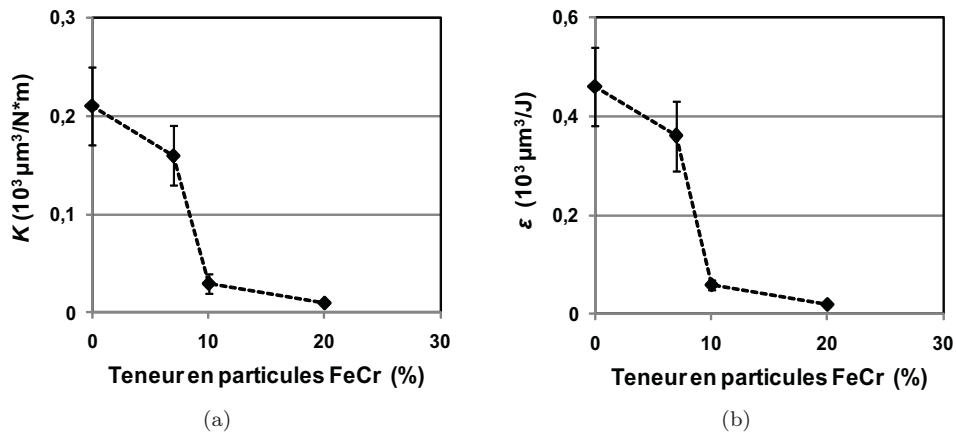 0,3
0,2
0,1
0
K (10³ µm³/N*m)
0 10 20 30
Teneur en particules FeCr (%)
(a)
0,6
0,4
0,2
0
ε (10³ µm³/J)
0 10 20 30
Teneur en particules FeCr (%)
(b)